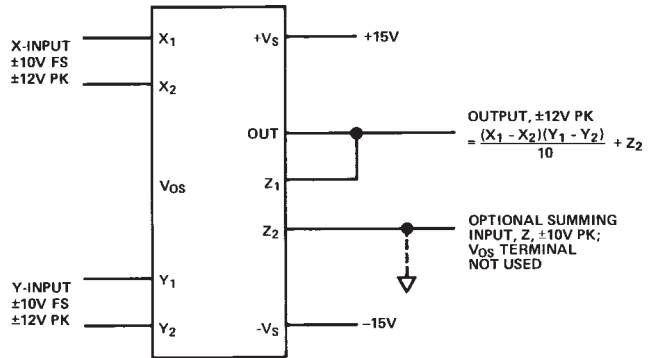 X-INPUT
±10V FS
±12V PK
X1
X2
+VS
+15V
OUT
OUTPUT, ±12V PK
= (X1 - X2)(Y1 - Y2)
10
+ Z2
Z1
VOS
Z2
OPTIONAL SUMMING
INPUT, Z, ±10V PK;
VOS TERMINAL
NOT USED
Y-INPUT
±10V FS
±12V PK
Y1
Y2
-VS
-15V